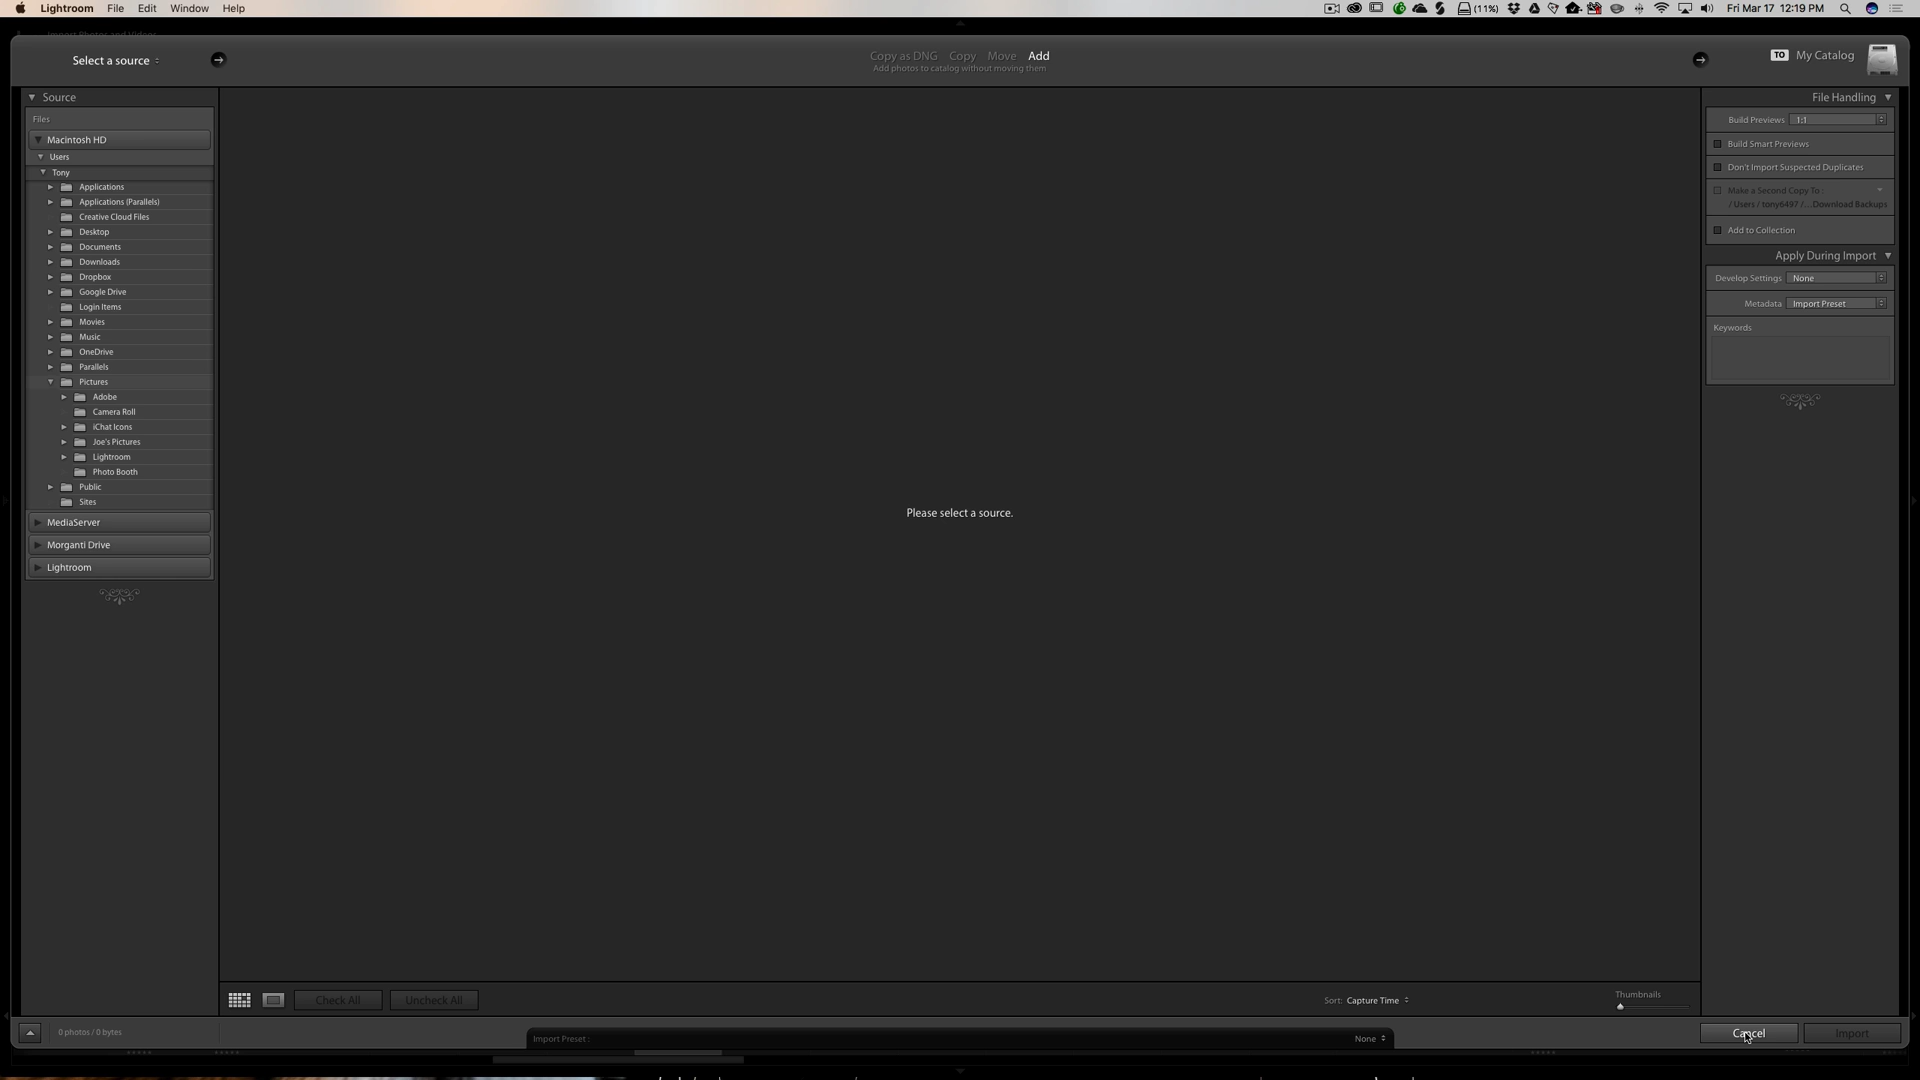 Lightroom File Edit Window Help (11%) Fri Mar 17 12:19 PM
Import Photos and Videos
Select a source
Copy as DNG Copy Move Add
Add photos to catalog without moving them
TO My Catalog
Source
Files
Macintosh HD
Users
Tony
Applications
Applications (Parallels)
Creative Cloud Files
Desktop
Documents
Downloads
Dropbox
Google Drive
Login Items
Movies
Music
OneDrive
Parallels
Pictures
Adobe
Camera Roll
iChat Icons
Joe's Pictures
Lightroom
Photo Booth
Public
Sites
MediaServer
Morganti Drive
Lightroom
Please select a source.
File Handling
Build Previews 1:1
Build Smart Previews
Don't Import Suspected Duplicates
Make a Second Copy To :
/ Users / tony6497 /...Download Backups
Add to Collection
Apply During Import
Develop Settings None
Metadata Import Preset
Keywords
Check All Uncheck All Sort: Capture Time Thumbnails
0 photos / 0 bytes Import Preset : None Cancel Import